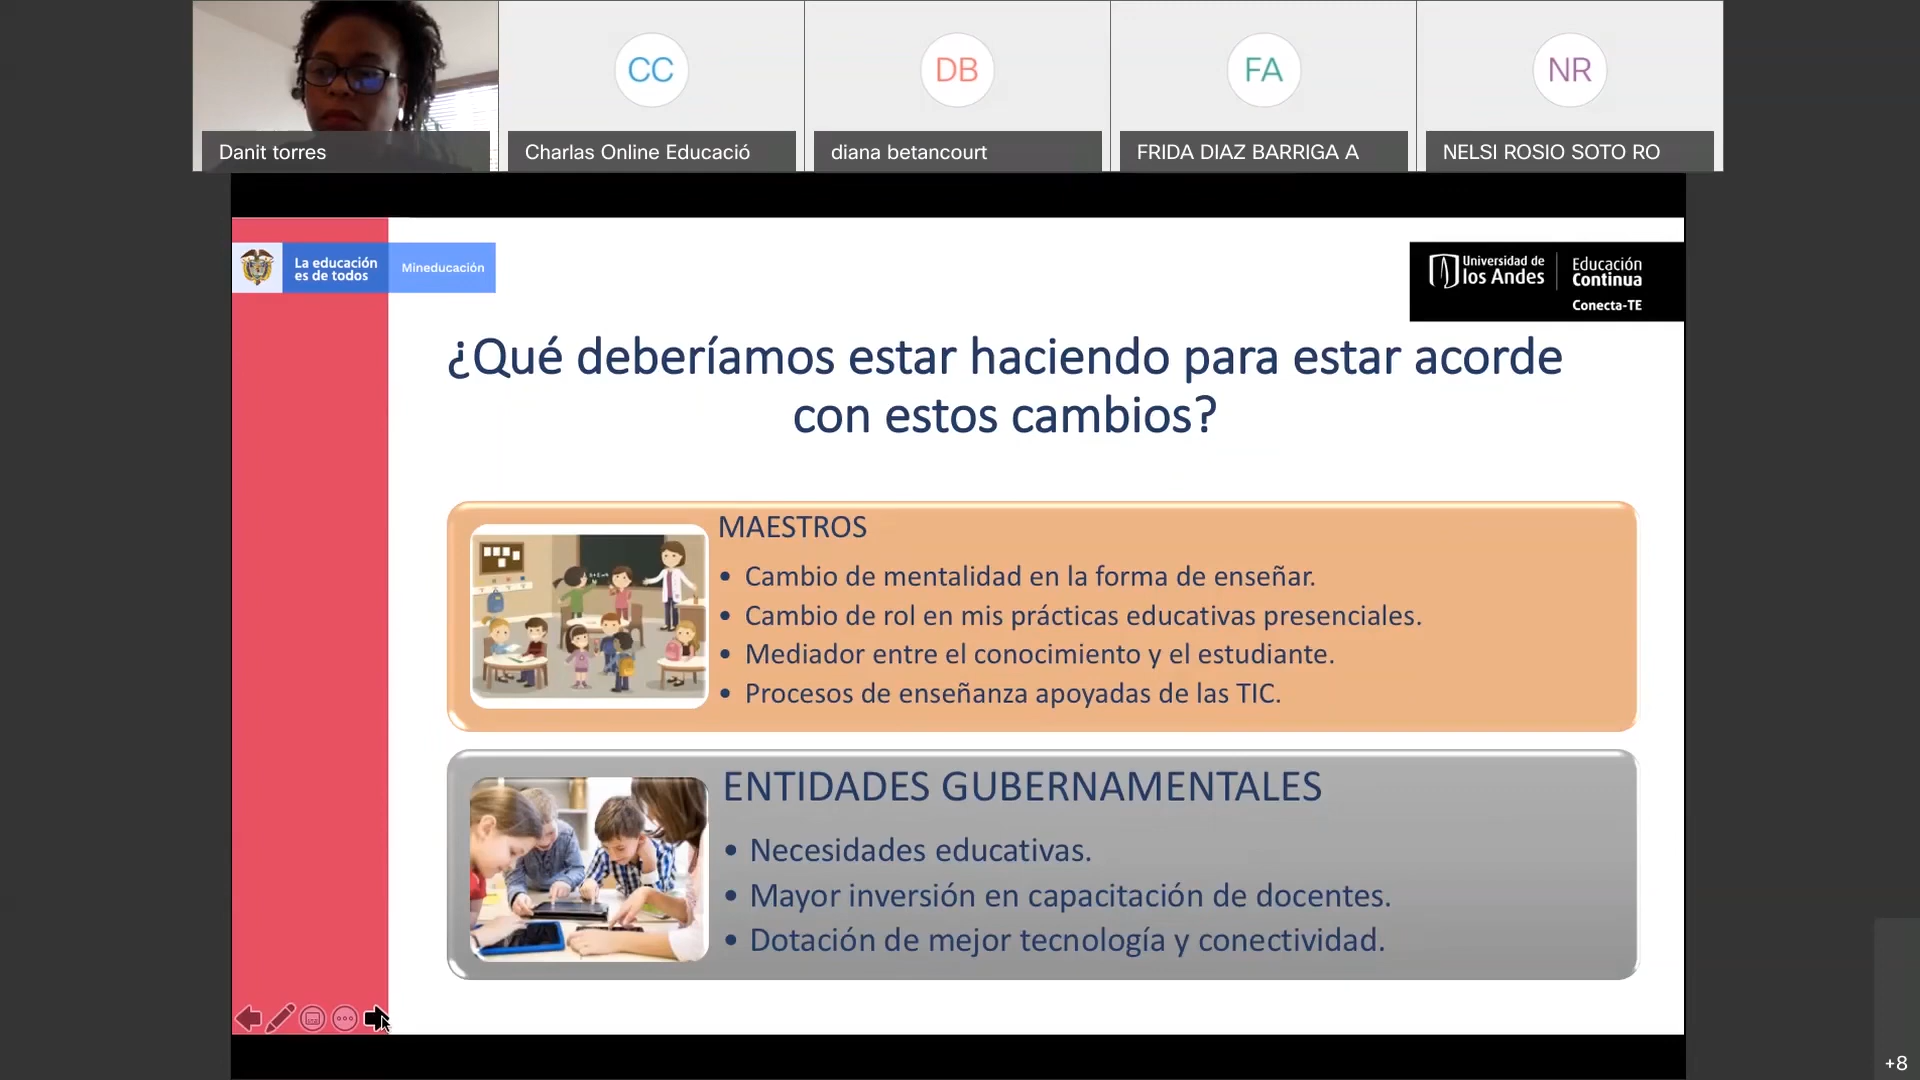 CC
DB
FA
NR
Danit torres
Charlas Online Educació
diana betancourt
FRIDA DIAZ BARRIGA A
NELSI ROSIO SOTO RO
La educación
es de todos
Mineducación
Universidad de
los Andes
Educación
Continua
Conecta-TE
¿Qué deberíamos estar haciendo para estar acorde
con estos cambios?
MAESTROS
• Cambio de mentalidad en la forma de enseñar.
• Cambio de rol en mis prácticas educativas presenciales.
• Mediador entre el conocimiento y el estudiante.
• Procesos de enseñanza apoyadas de las TIC.
ENTIDADES GUBERNAMENTALES
• Necesidades educativas.
• Mayor inversión en capacitación de docentes.
• Dotación de mejor tecnología y conectividad.
+8